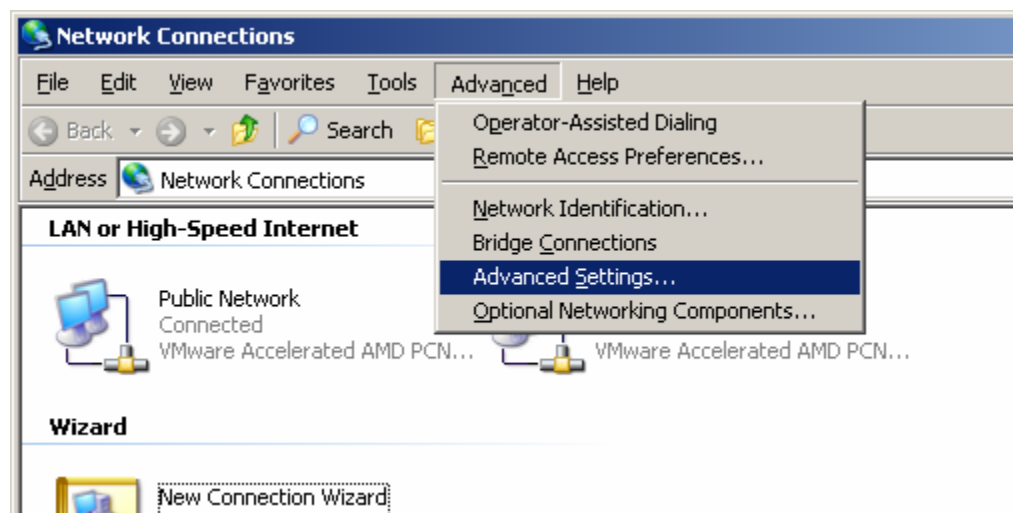 Network Connections
File Edit View Favorites Tools Advanced Help
Back Search
Operator-Assisted Dialing
Remote Access Preferences...
Network Identification...
Bridge Connections
Advanced Settings...
Optional Networking Components...
Address Network Connections
LAN or High-Speed Internet
Public Network
Connected
VMware Accelerated AMD PCN...
VMware Accelerated AMD PCN...
Wizard
New Connection Wizard